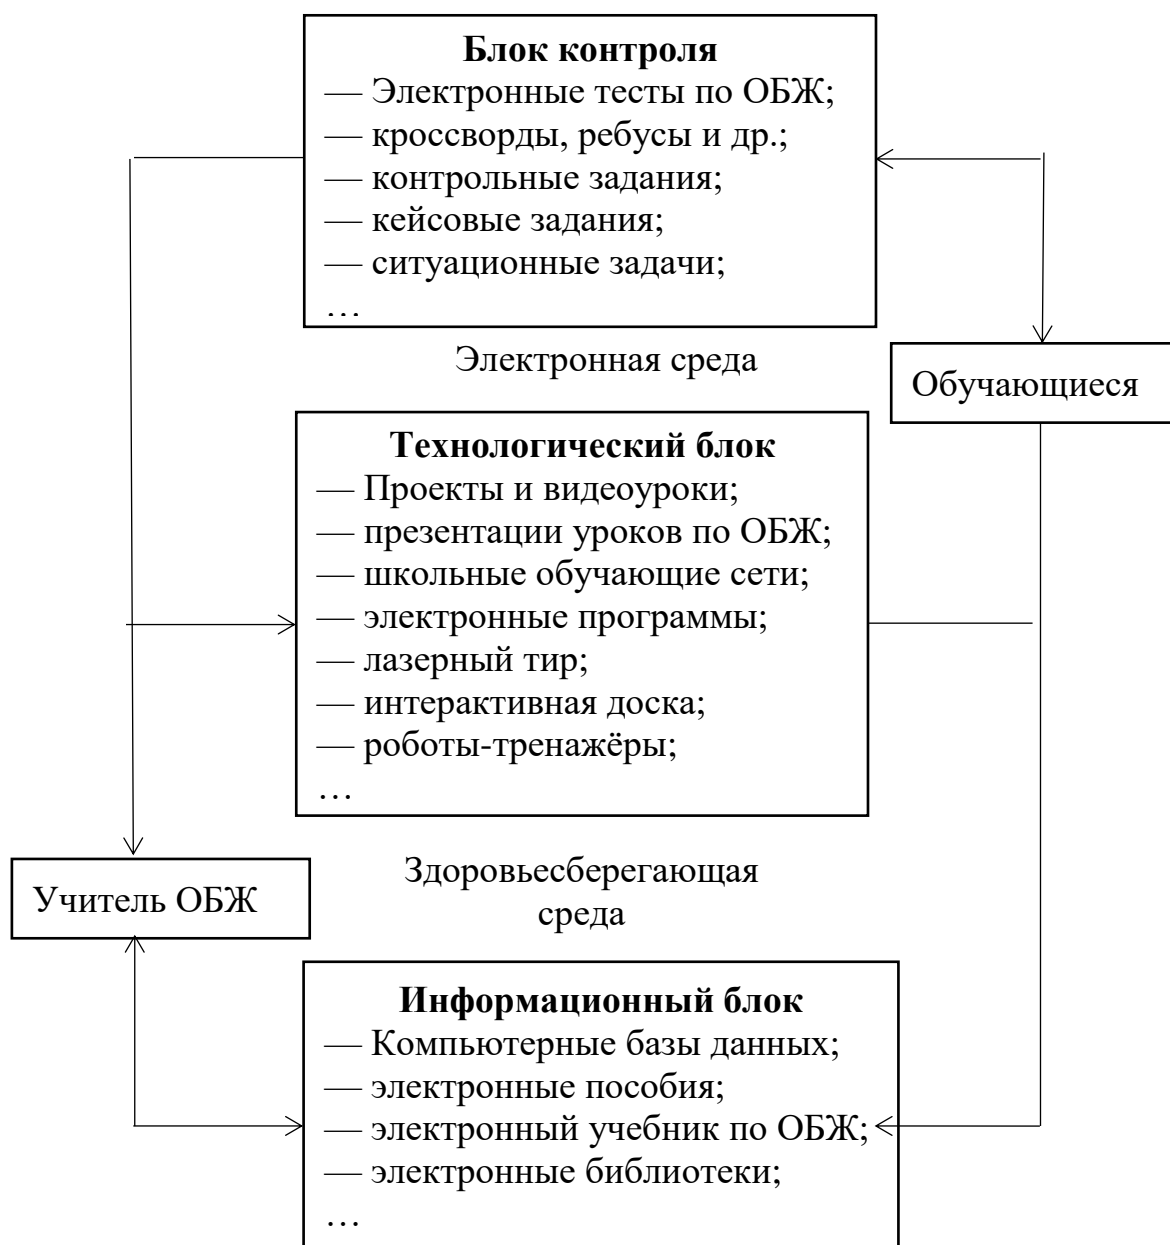 Блок контроля
— Электронные тесты по ОБЖ;
— кроссворды, ребусы и др.;
— контрольные задания;
— кейсовые задания;
— ситуационные задачи;
…
Электронная среда
Обучающиеся
Технологический блок
— Проекты и видеоуроки;
— презентации уроков по ОБЖ;
— школьные обучающие сети;
— электронные программы;
— лазерный тир;
— интерактивная доска;
— роботы-тренажёры;
…
Учитель ОБЖ
Здоровьесберегающая
среда
Информационный блок
— Компьютерные базы данных;
— электронные пособия;
— электронный учебник по ОБЖ;
— электронные библиотеки;
…